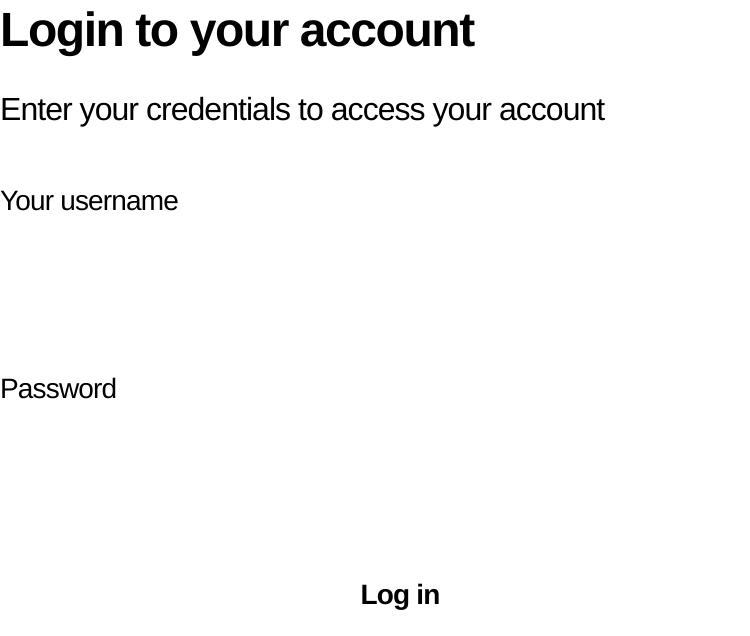 Login to your account
Enter your credentials to access your account
Your username
Password
Log in